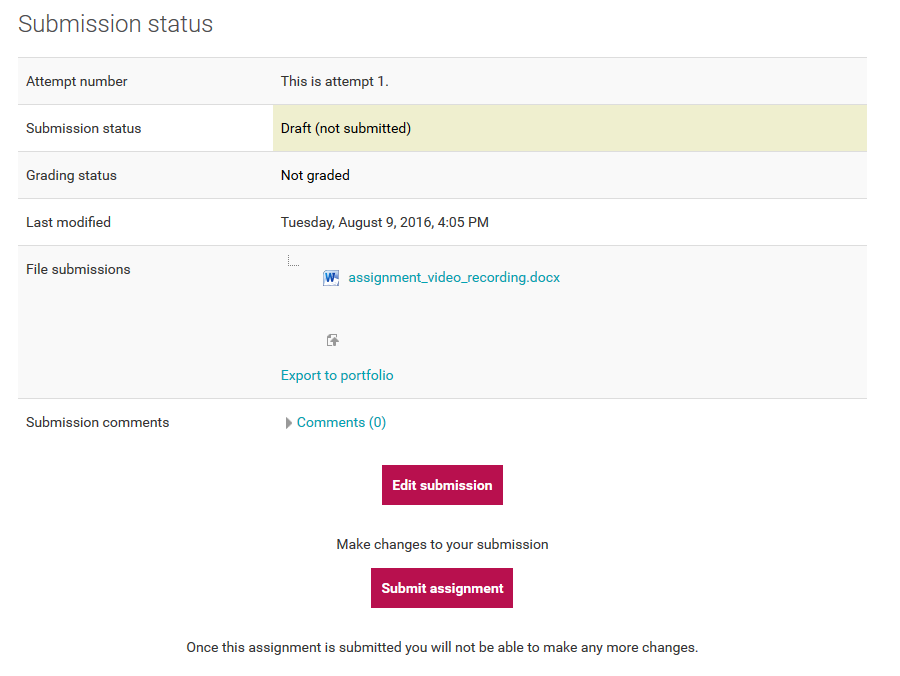 Submission status
Attempt number This is attempt 1.
Submission status Draft (not submitted)
Grading status Not graded
Last modified Tuesday, August 9, 2016, 4:05 PM
File submissions
assignment_video_recording.docx
Export to portfolio
Submission comments Comments (0)
Edit submission
Make changes to your submission
Submit assignment
Once this assignment is submitted you will not be able to make any more changes.